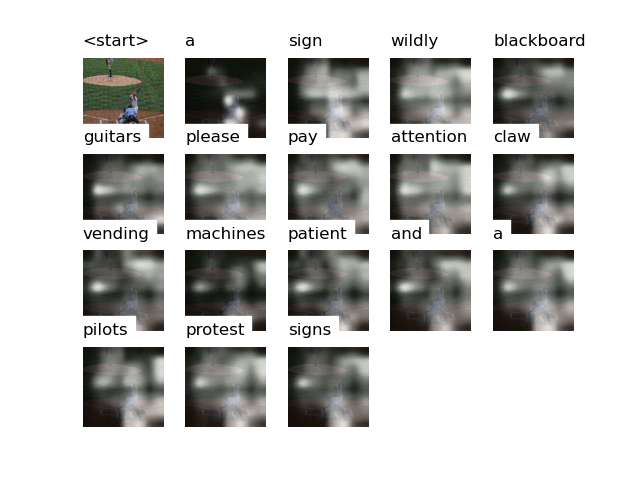 <start> a sign wildly blackboard
guitars please pay attention claw
vending machines patient and a
pilots protest signs